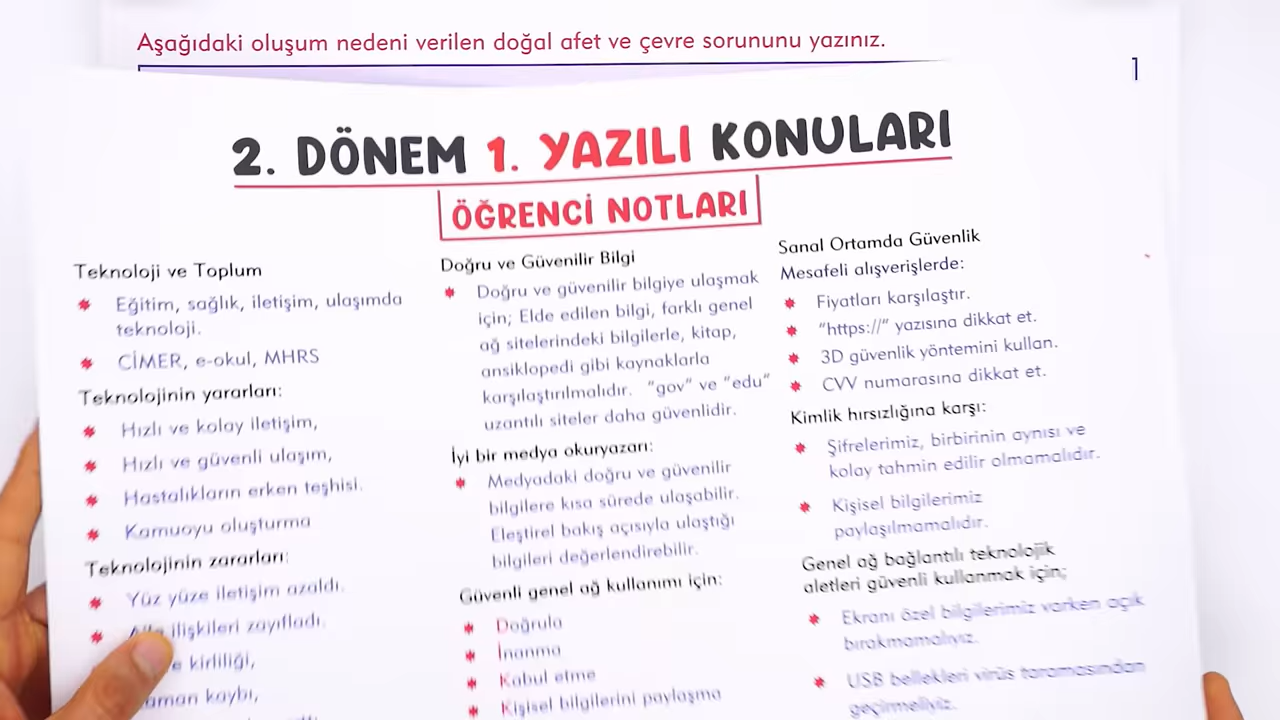 Aşağıdaki oluşum nedeni verilen doğal afet ve çevre sorununu yazınız.
1
2. DÖNEM 1. YAZILI KONULARI
ÖĞRENCİ NOTLARI
Teknoloji ve Toplum
Eğitim, sağlık, iletişim, ulaşımda
teknoloji.
CİMER, e-okul, MHRS
Teknolojinin yararları:
Hızlı ve kolay iletişim,
Hızlı ve güvenli ulaşım,
Hastalıkların erken teşhisi.
Kamuoyu oluşturma
Teknolojinin zararları:
Yüz yüze iletişim azaldı.
ilişkileri zayıfladı.
kirliliği,
kaybı,
Doğru ve Güvenilir Bilgi
Doğru ve güvenilir bilgiye ulaşmak
için; Elde edilen bilgi, farklı genel
ağ sitelerindeki bilgilerle, kitap,
ansiklopedi gibi kaynaklarla
karşılaştırılmalıdır. "gov" ve "edu"
uzantılı siteler daha güvenlidir.
İyi bir medya okuryazarı:
Medyadaki doğru ve güvenilir
bilgilere kısa sürede ulaşabilir.
Eleştirel bakış açısıyla ulaştığı
bilgileri değerlendirebilir.
Güvenli genel ağ kullanımı için:
Doğrula
İnanma
Kabul etme
Kişisel bilgilerini paylaşma
Sanal Ortamda Güvenlik
Mesafeli alışverişlerde:
Fiyatları karşılaştır.
"https://" yazısına dikkat et.
3D güvenlik yöntemini kullan.
CVV numarasına dikkat et.
Kimlik hırsızlığına karşı:
Şifrelerimiz, birbirinin aynısı ve
kolay tahmin edilir olmamalıdır.
Kişisel bilgilerimiz
paylaşılmamalıdır.
Genel ağ bağlantılı teknolojik
aletleri güvenli kullanmak için;
Ekranı özel bilgilerimiz varken açık
bırakmamalıyız.
USB bellekleri virüs taramasından
geçirmeliyiz.